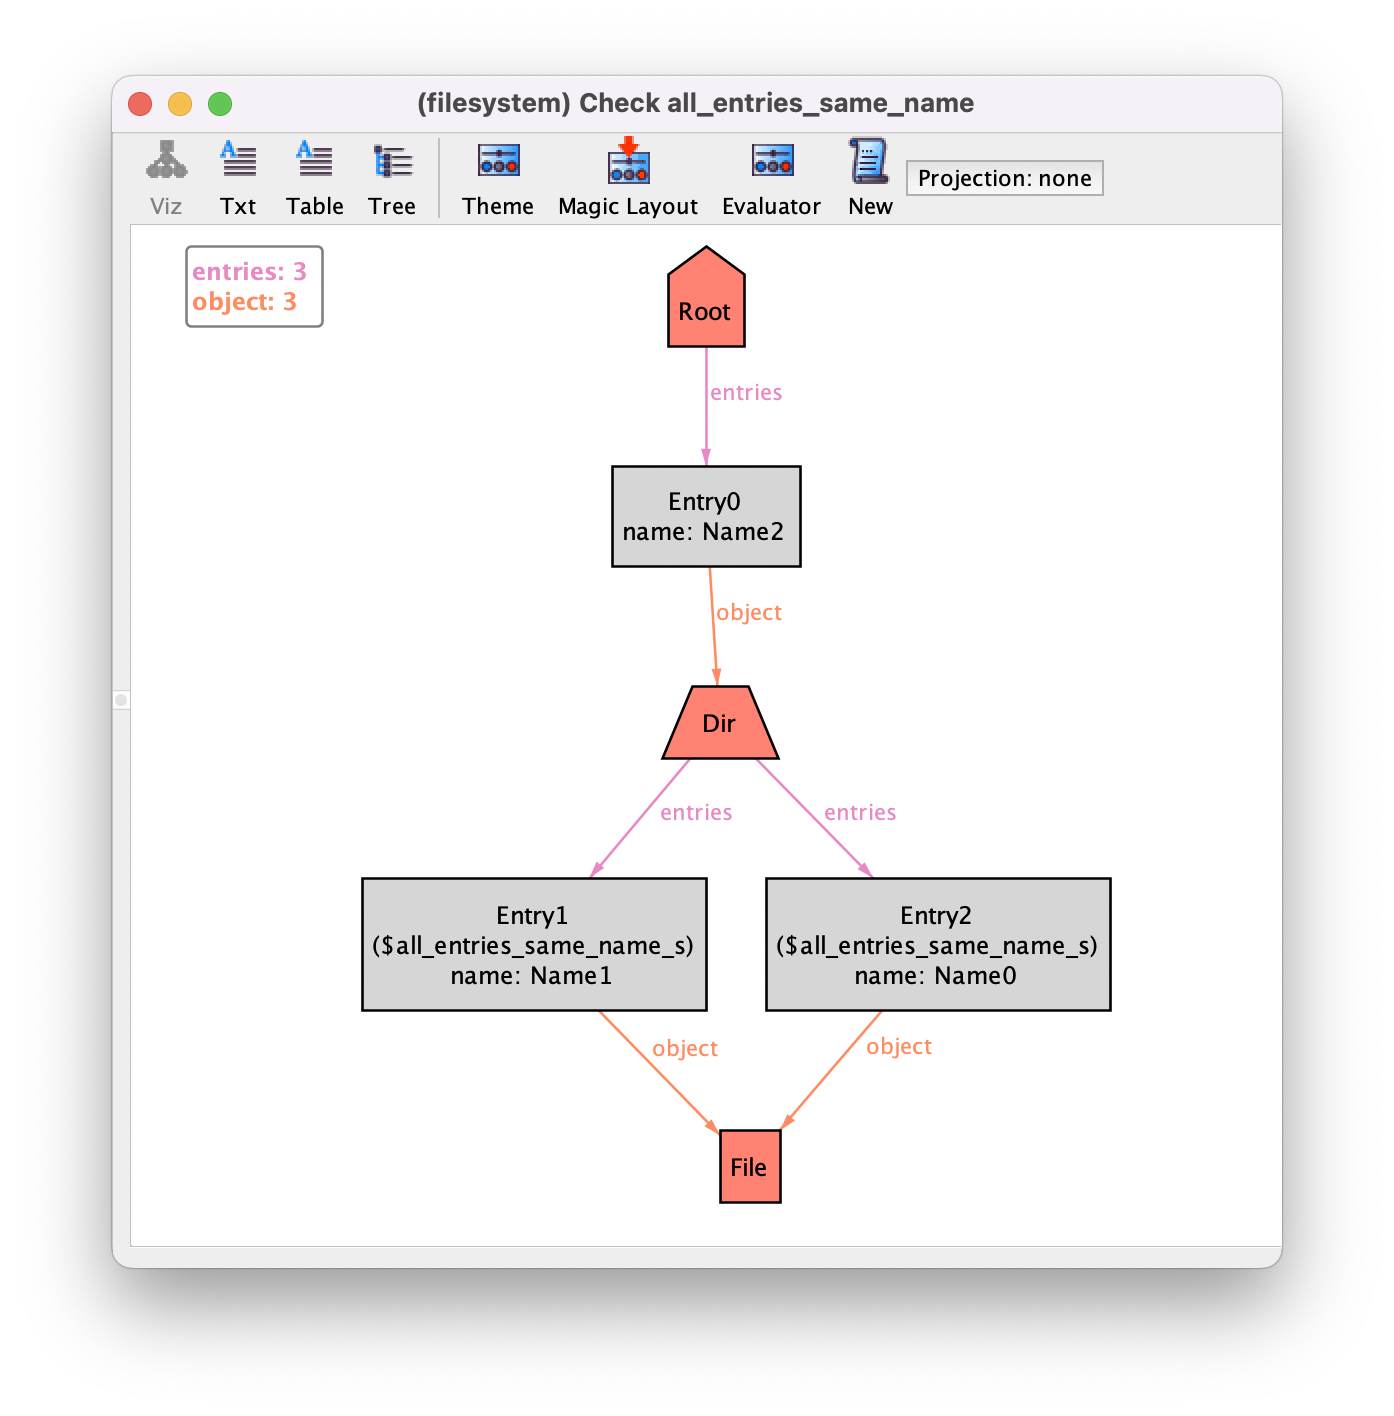 (filesystem) Check all_entries_same_name
Viz
Txt
Table
Tree
Theme
Magic Layout
Evaluator
New
Projection: none
entries: 3
object: 3
Root
entries
Entry0
name: Name2
object
Dir
entries
entries
Entry1
($all_entries_same_name_s)
name: Name1
Entry2
($all_entries_same_name_s)
name: Name0
object
object
File